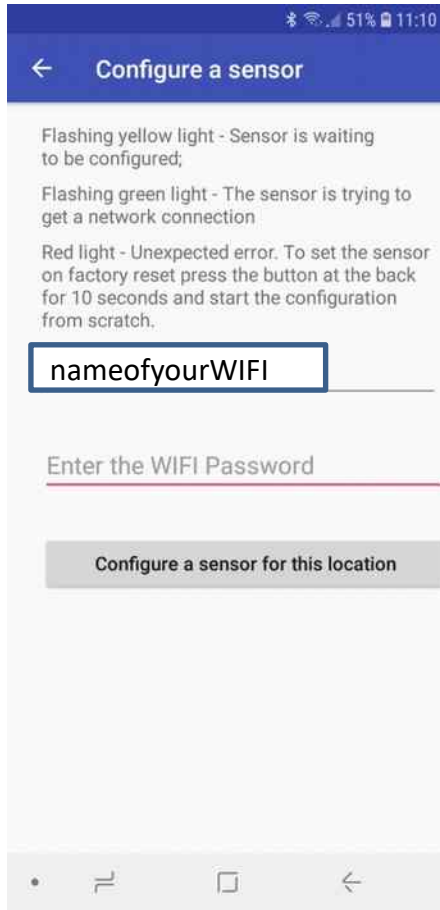 51% 11:10
Configure a sensor
Flashing yellow light - Sensor is waiting
to be configured;
Flashing green light - The sensor is trying to
get a network connection
Red light - Unexpected error. To set the sensor
on factory reset press the button at the back
for 10 seconds and start the configuration
from scratch.
nameofyourWIFI
Enter the WIFI Password
Configure a sensor for this location